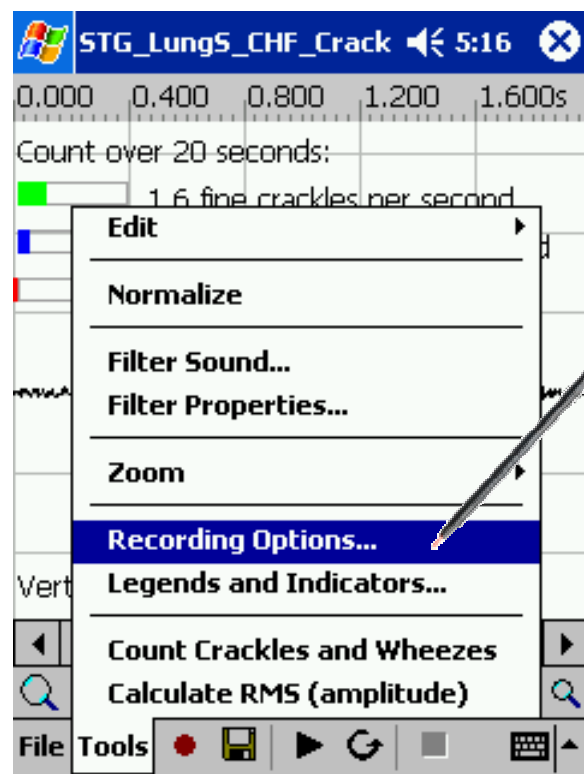 STG_LungS_CHF_Crack 5:16
0.000 0.400 0.800 1.200 1.600s
Count over 20 seconds:
1.6 fine crackles per second
Edit
Normalize
Filter Sound...
Filter Properties...
Zoom
Recording Options...
Legends and Indicators...
Vert
Count Crackles and Wheezes
Calculate RMS (amplitude)
File Tools